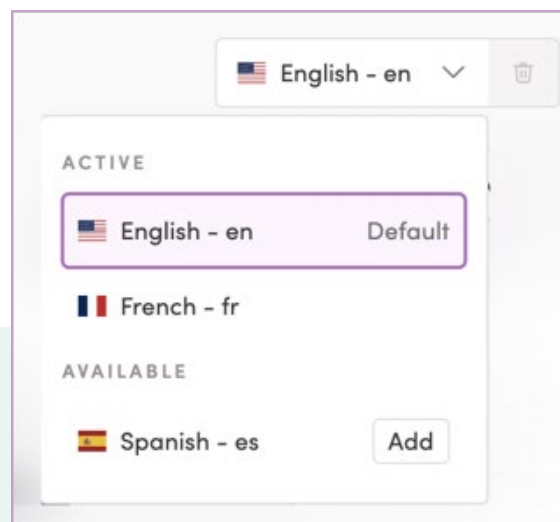 English - en
ACTIVE
English - en Default
French - fr
AVAILABLE
Spanish - es Add